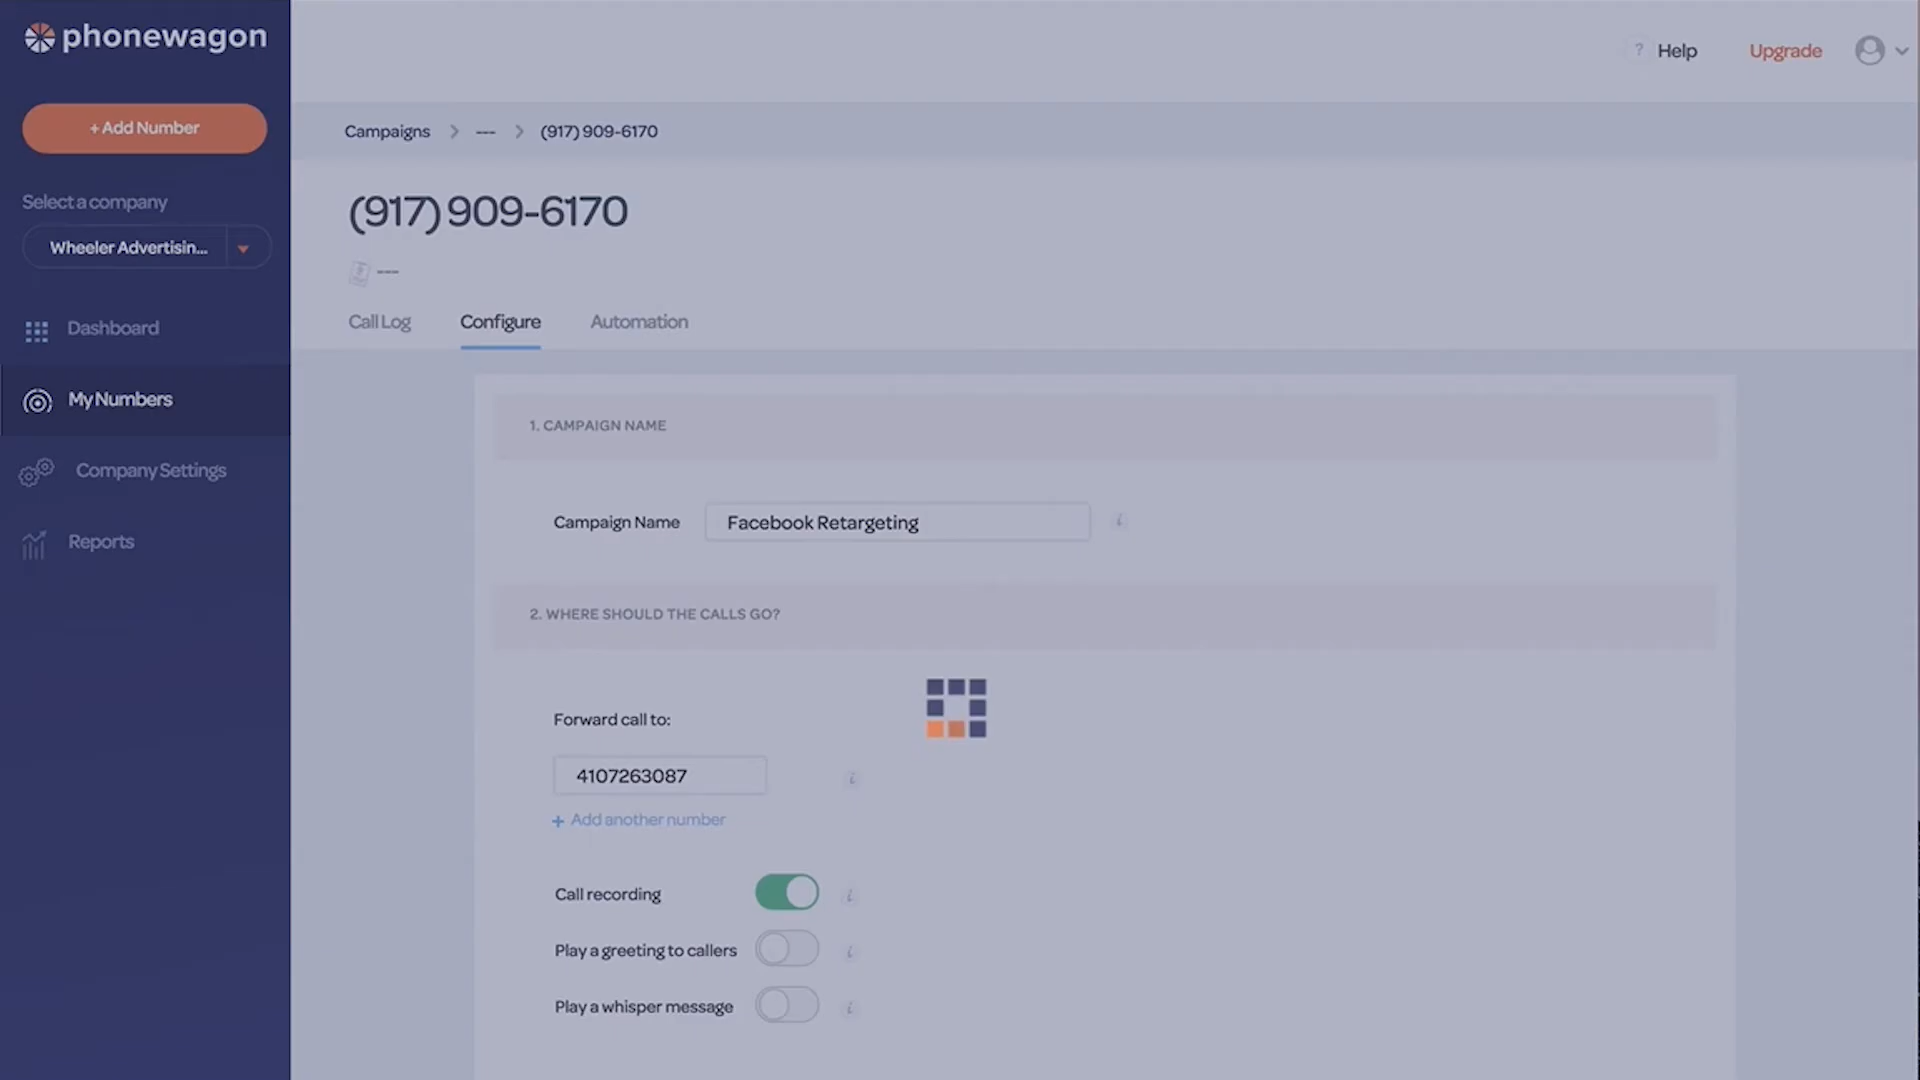 phonewagon
? Help
Upgrade
+ Add Number
Campaigns > --- > (917) 909-6170
Select a company
Wheeler Advertisin...
(917) 909-6170
---
Call Log
Configure
Automation
Dashboard
My Numbers
Company Settings
Reports
1. CAMPAIGN NAME
Campaign Name
Facebook Retargeting
i
2. WHERE SHOULD THE CALLS GO?
Forward call to:
4107263087
i
+ Add another number
Call recording
i
Play a greeting to callers
i
Play a whisper message
i